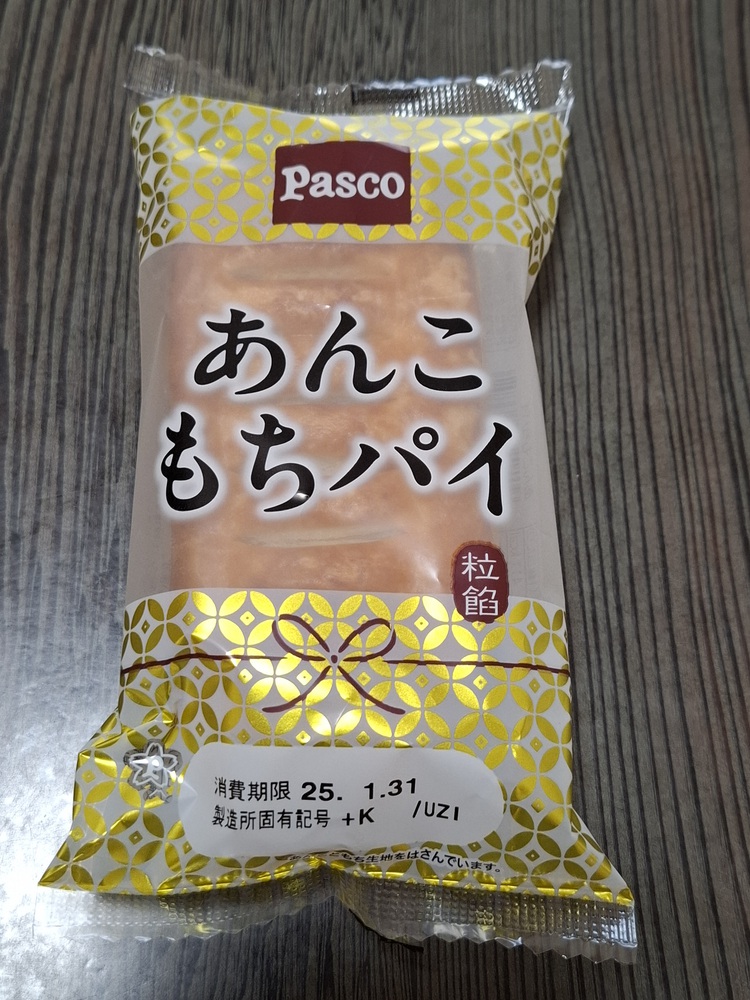 Pasco
あんこ
もちパイ
粒
餡
消費期限 25. 1.31
製造所固有記号 +K /UZI
もち生地をはさんでいます。